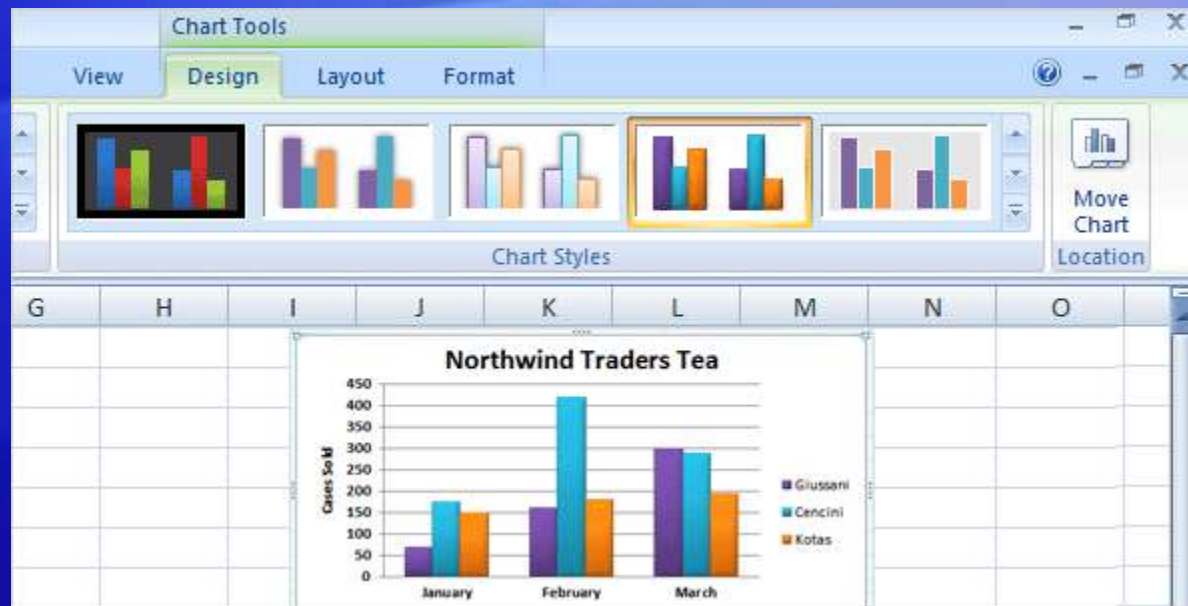 Chart Tools
View Design Layout Format
Move
Chart
Chart Styles
Location
G H I J K L M N O
Northwind Traders Tea
450
400
350
300
250
200
150
100
50
0
Cases Sold
Giussani
Cencini
Kotas
January February March